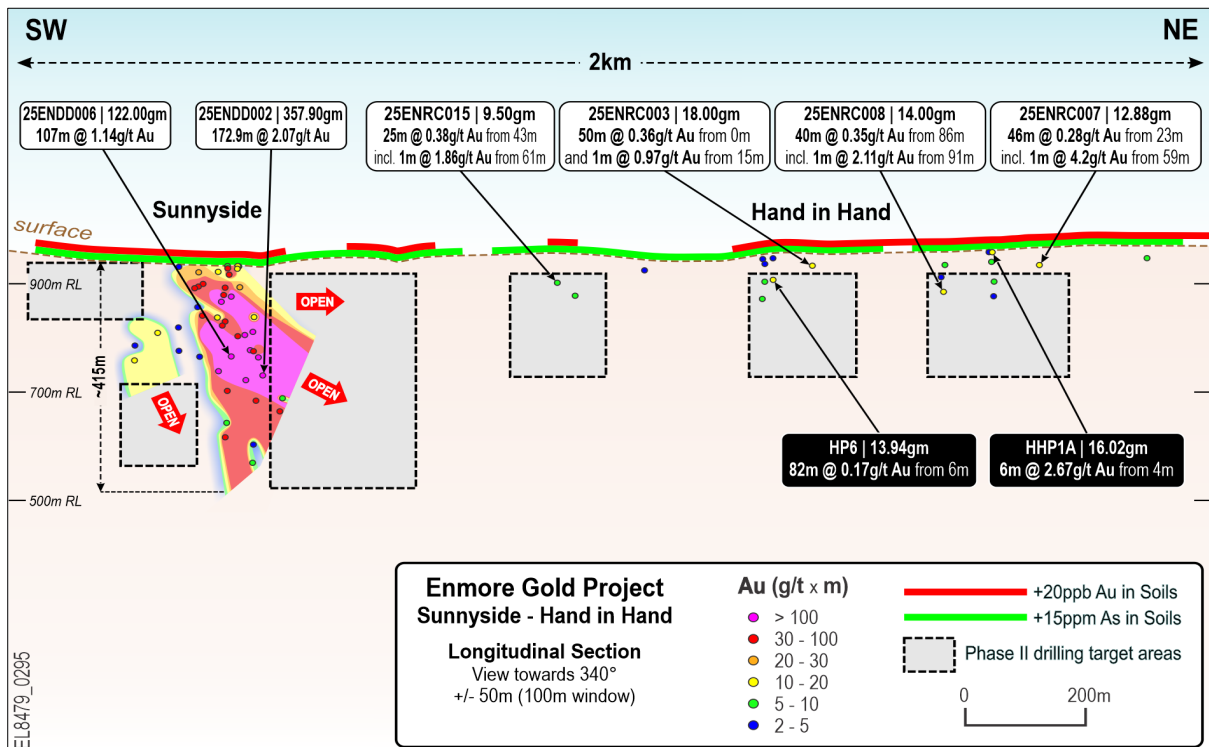 SW
NE
2km
25ENDD006 | 122.00gm
107m @ 1.14g/t Au
25ENDD002 | 357.90gm
172.9m @ 2.07g/t Au
25ENRC015 | 9.50gm
25m @ 0.38g/t Au from 43m
incl. 1m @ 1.86g/t Au from 61m
25ENRC003 | 18.00gm
50m @ 0.36g/t Au from 0m
and 1m @ 0.97g/t Au from 15m
25ENRC008 | 14.00gm
40m @ 0.35g/t Au from 86m
incl. 1m @ 2.11g/t Au from 91m
25ENRC007 | 12.88gm
46m @ 0.28g/t Au from 23m
incl. 1m @ 4.2g/t Au from 59m
Sunnyside
Hand in Hand
surface
900m RL
OPEN
~415m
OPEN
700m RL
OPEN
HP6 | 13.94gm
82m @ 0.17g/t Au from 6m
HHP1A | 16.02gm
6m @ 2.67g/t Au from 4m
500m RL
Enmore Gold Project
Sunnyside - Hand in Hand
Longitudinal Section
View towards 340°
+/- 50m (100m window)
Au (g/t x m)
> 100
30 - 100
20 - 30
10 - 20
5 - 10
2 - 5
+20ppb Au in Soils
+15ppm As in Soils
Phase II drilling target areas
0
200m
EL8479_0295